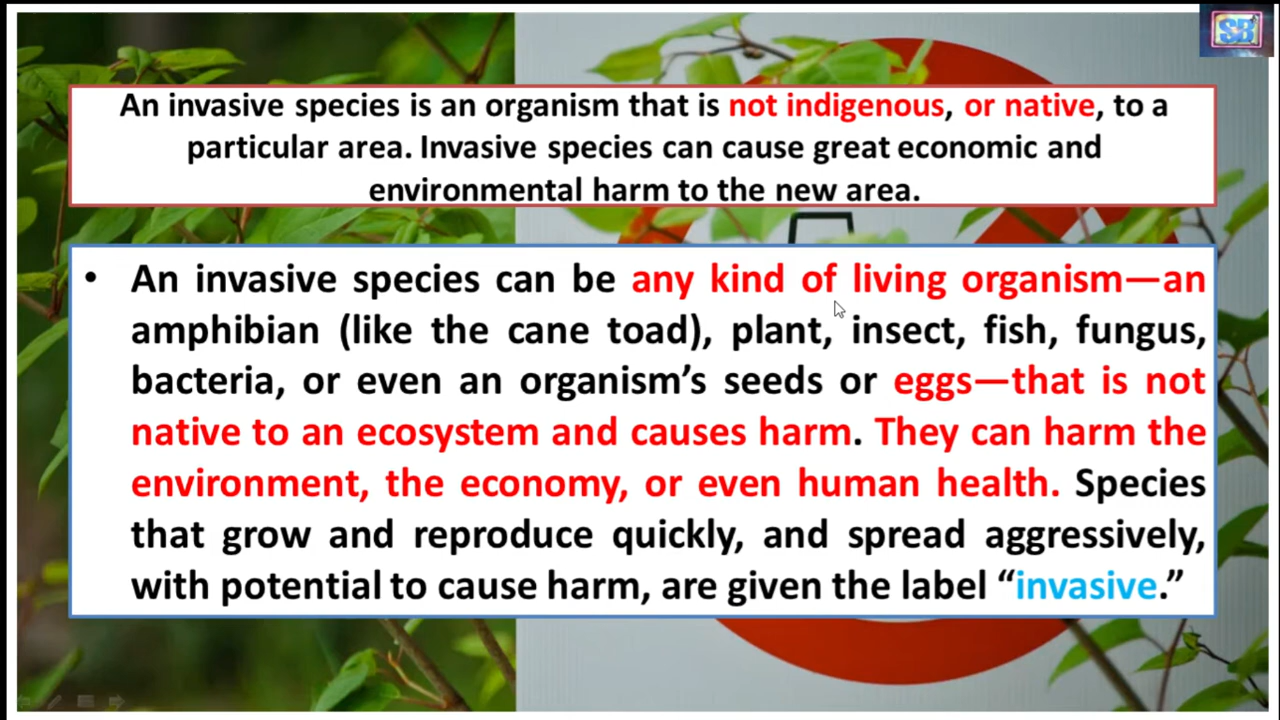 SB
An invasive species is an organism that is not indigenous, or native, to a
particular area. Invasive species can cause great economic and
environmental harm to the new area.
• An invasive species can be any kind of living organism—an
amphibian (like the cane toad), plant, insect, fish, fungus,
bacteria, or even an organism’s seeds or eggs—that is not
native to an ecosystem and causes harm. They can harm the
environment, the economy, or even human health. Species
that grow and reproduce quickly, and spread aggressively,
with potential to cause harm, are given the label “invasive.”